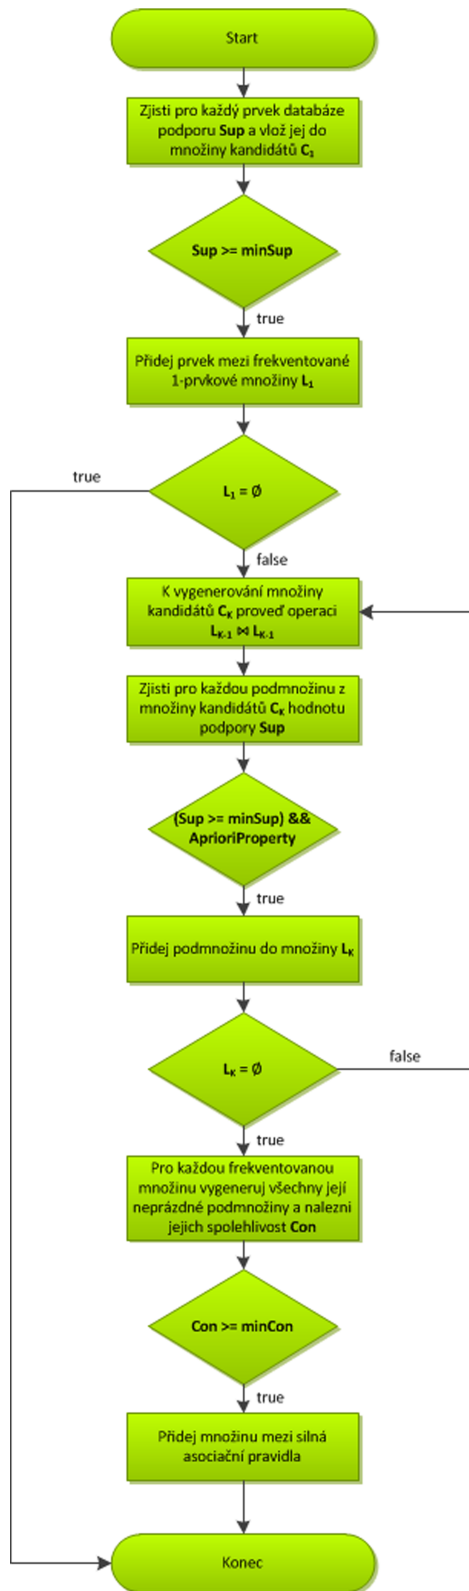 Start
Zjisti pro každý prvek databáze
podporu Sup a vlož jej do
množiny kandidátů C₁
Sup >= minSup
true
Přidej prvek mezi frekventované
1-prvkové množiny L₁
true
L₁ = Ø
false
K vygenerování množiny
kandidátů Cₖ proveď operaci
Lₖ₋₁ ⋈ Lₖ₋₁
Zjisti pro každou podmnožinu z
množiny kandidátů Cₖ hodnotu
podpory Sup
(Sup >= minSup) &&
AprioriProperty
true
Přidej podmnožinu do množiny Lₖ
Lₖ = Ø
false
true
Pro každou frekventovanou
množinu vygeneruj všechny její
neprázdné podmnožiny a nalezni
jejich spolehlivost Con
Con >= minCon
true
Přidej množinu mezi silná
asociační pravidla
Konec